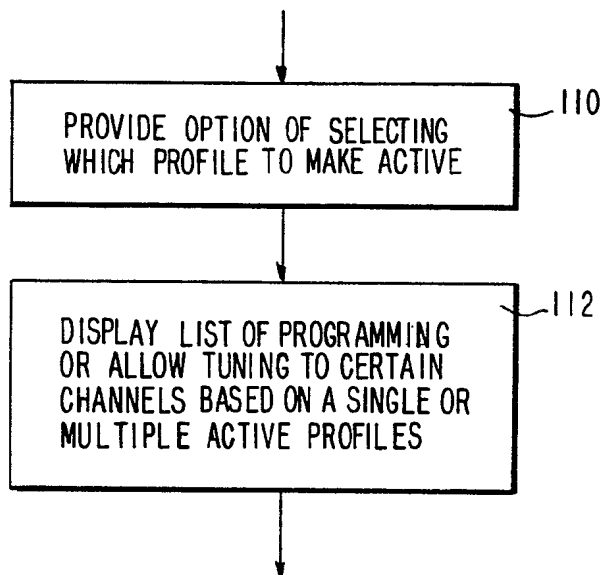 110
PROVIDE OPTION OF SELECTING
WHICH PROFILE TO MAKE ACTIVE
112
DISPLAY LIST OF PROGRAMMING
OR ALLOW TUNING TO CERTAIN
CHANNELS BASED ON A SINGLE OR
MULTIPLE ACTIVE PROFILES